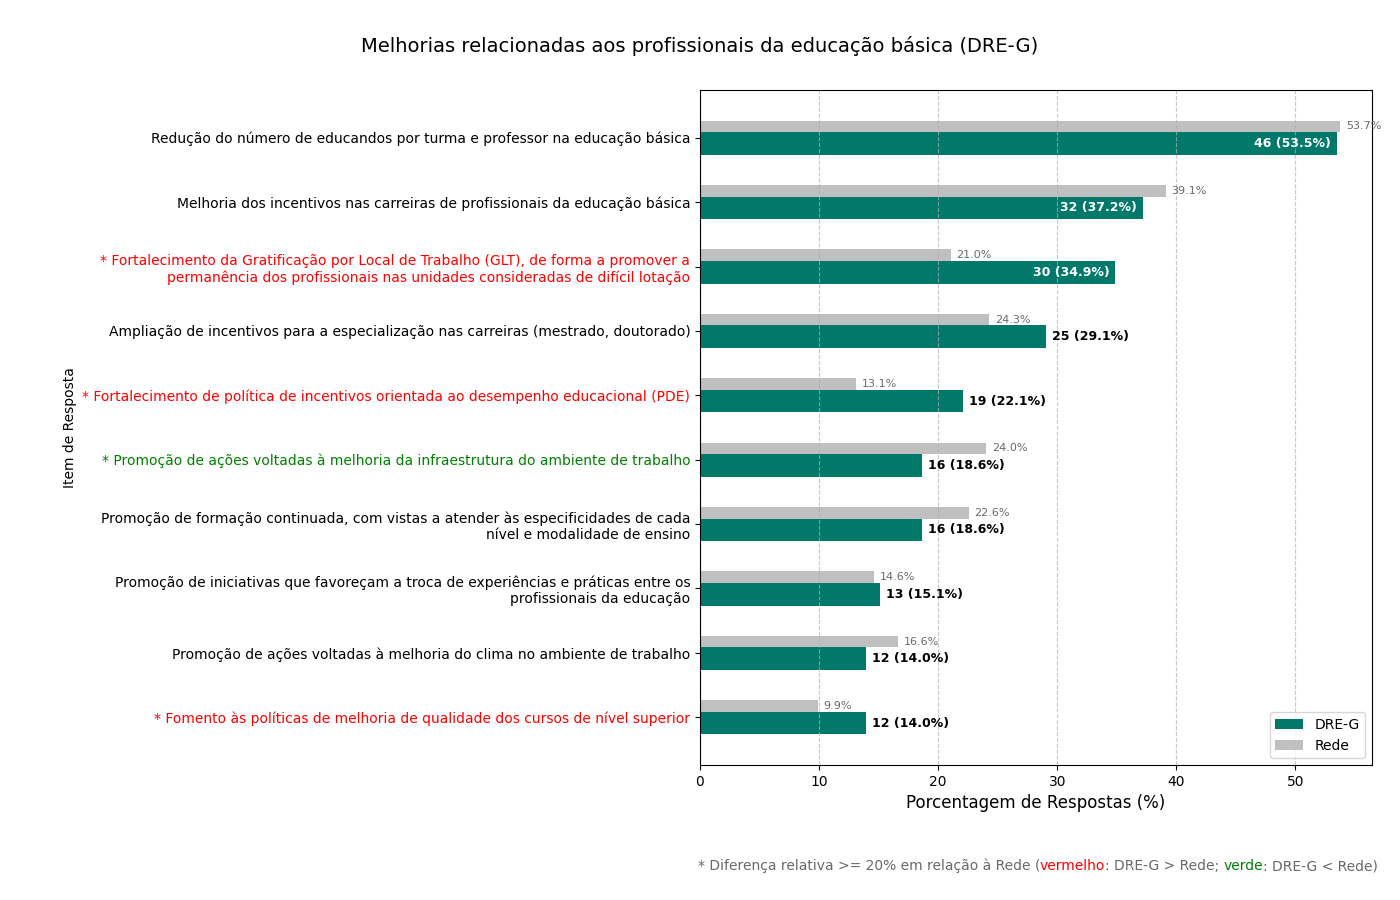 Melhorias relacionadas aos profissionais da educação básica (DRE-G)
Item de Resposta
Redução do número de educandos por turma e professor na educação básica
53.7%
46 (53.5%)
Melhoria dos incentivos nas carreiras de profissionais da educação básica
39.1%
32 (37.2%)
* Fortalecimento da Gratificação por Local de Trabalho (GLT), de forma a promover a
permanência dos profissionais nas unidades consideradas de difícil lotação
21.0%
30 (34.9%)
Ampliação de incentivos para a especialização nas carreiras (mestrado, doutorado)
24.3%
25 (29.1%)
* Fortalecimento de política de incentivos orientada ao desempenho educacional (PDE)
13.1%
19 (22.1%)
* Promoção de ações voltadas à melhoria da infraestrutura do ambiente de trabalho
24.0%
16 (18.6%)
Promoção de formação continuada, com vistas a atender às especificidades de cada
nível e modalidade de ensino
22.6%
16 (18.6%)
Promoção de iniciativas que favoreçam a troca de experiências e práticas entre os
profissionais da educação
14.6%
13 (15.1%)
Promoção de ações voltadas à melhoria do clima no ambiente de trabalho
16.6%
12 (14.0%)
* Fomento às políticas de melhoria de qualidade dos cursos de nível superior
9.9%
12 (14.0%)
DRE-G
Rede
0 10 20 30 40 50
Porcentagem de Respostas (%)
* Diferença relativa >= 20% em relação à Rede (vermelho: DRE-G > Rede; verde: DRE-G < Rede)